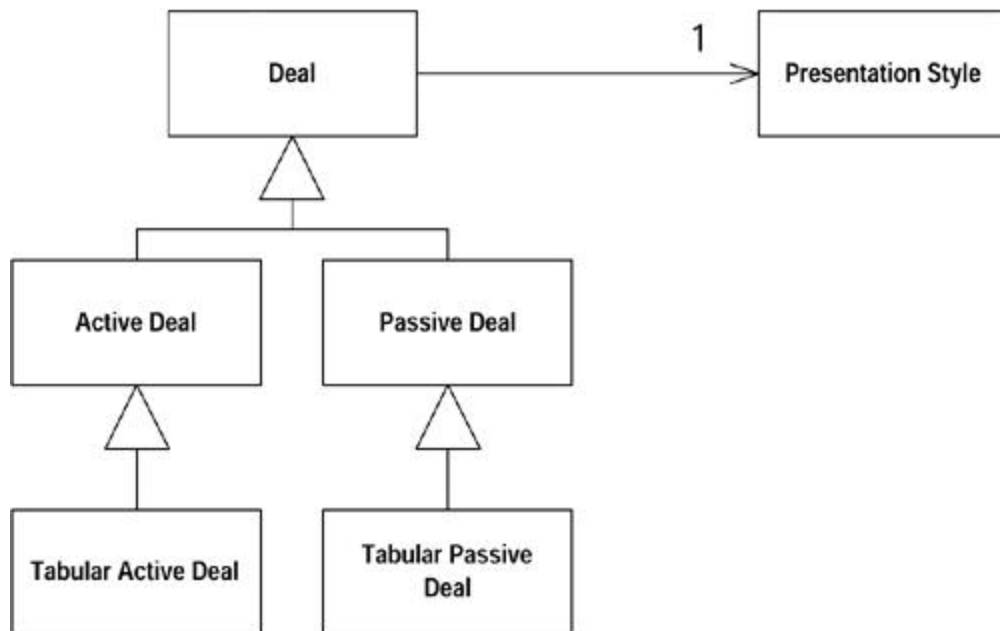 1
Deal
Presentation Style
Active Deal
Passive Deal
Tabular Active Deal
Tabular Passive
Deal